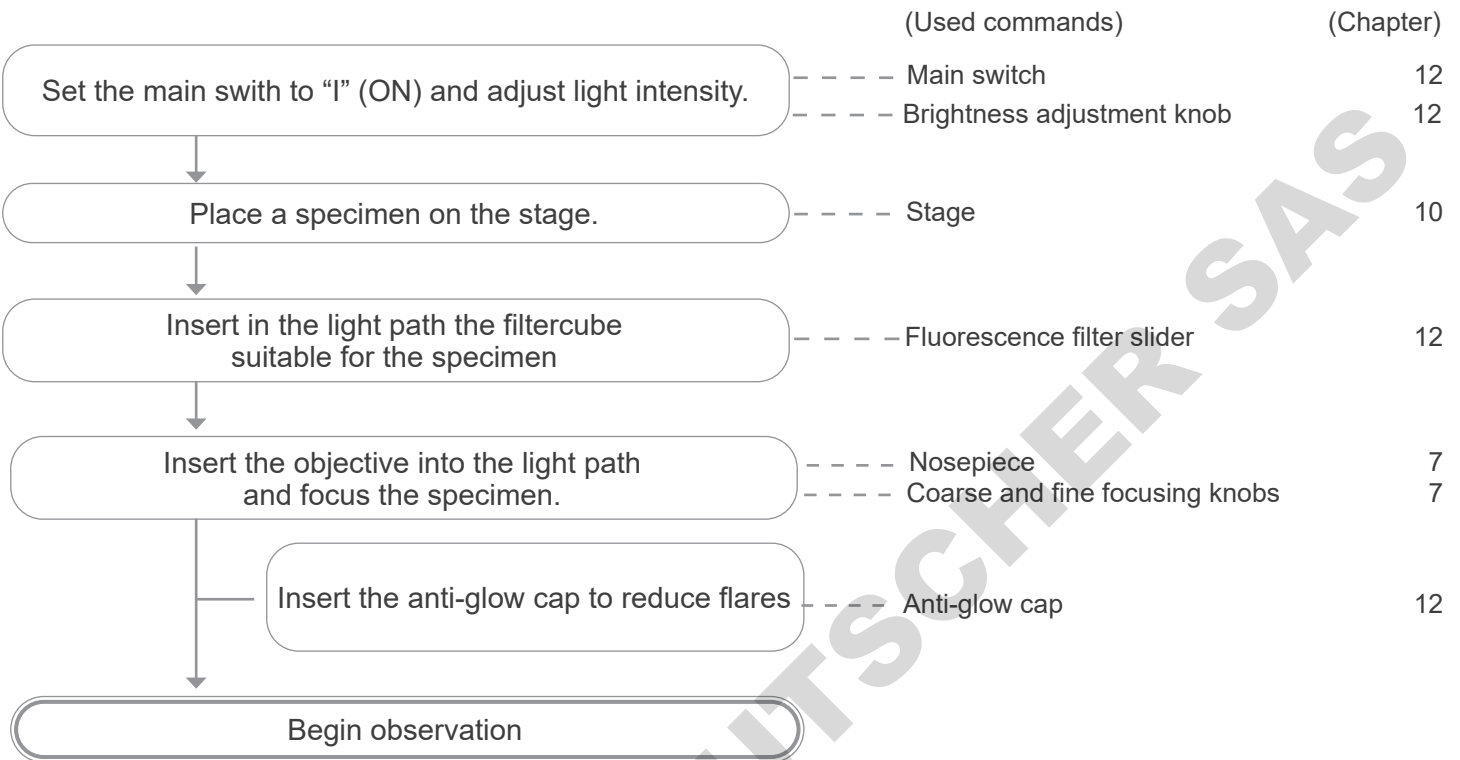 (Used commands) (Chapter)
Set the main swith to “I” (ON) and adjust light intensity.
Main switch 12
Brightness adjustment knob 12
Place a specimen on the stage.
Stage 10
Insert in the light path the filtercube
suitable for the specimen
Fluorescence filter slider 12
Insert the objective into the light path
and focus the specimen.
Nosepiece 7
Coarse and fine focusing knobs 7
Insert the anti-glow cap to reduce flares
Anti-glow cap 12
Begin observation
UTSCHER SAS